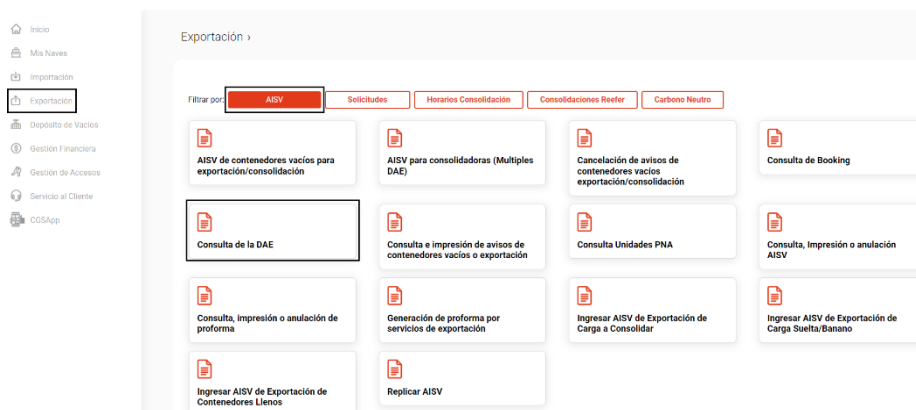 Inicio
Mis Naves
Importación
Exportación
Depósito de Vacíos
Gestión Financiera
Gestión de Accesos
Servicio al Cliente
CGSApp
Exportación ›
Filtrar por: AISV Solicitudes Horarios Consolidación Consolidaciones Reefer Carbono Neutro
AISV de contenedores vacíos para
exportación/consolidación
AISV para consolidadoras (Multiples
DAE)
Cancelación de avisos de
contenedores vacíos
exportación/consolidación
Consulta de Booking
Consulta de la DAE
Consulta e impresión de avisos de
contenedores vacíos o exportación
Consulta Unidades PNA
Consulta, Impresión o anulación
AISV
Consulta, impresión o anulación de
proforma
Generación de proforma por
servicios de exportación
Ingresar AISV de Exportación de
Carga a Consolidar
Ingresar AISV de Exportación de
Carga Suelta/Banano
Ingresar AISV de Exportación de
Contenedores Llenos
Replicar AISV